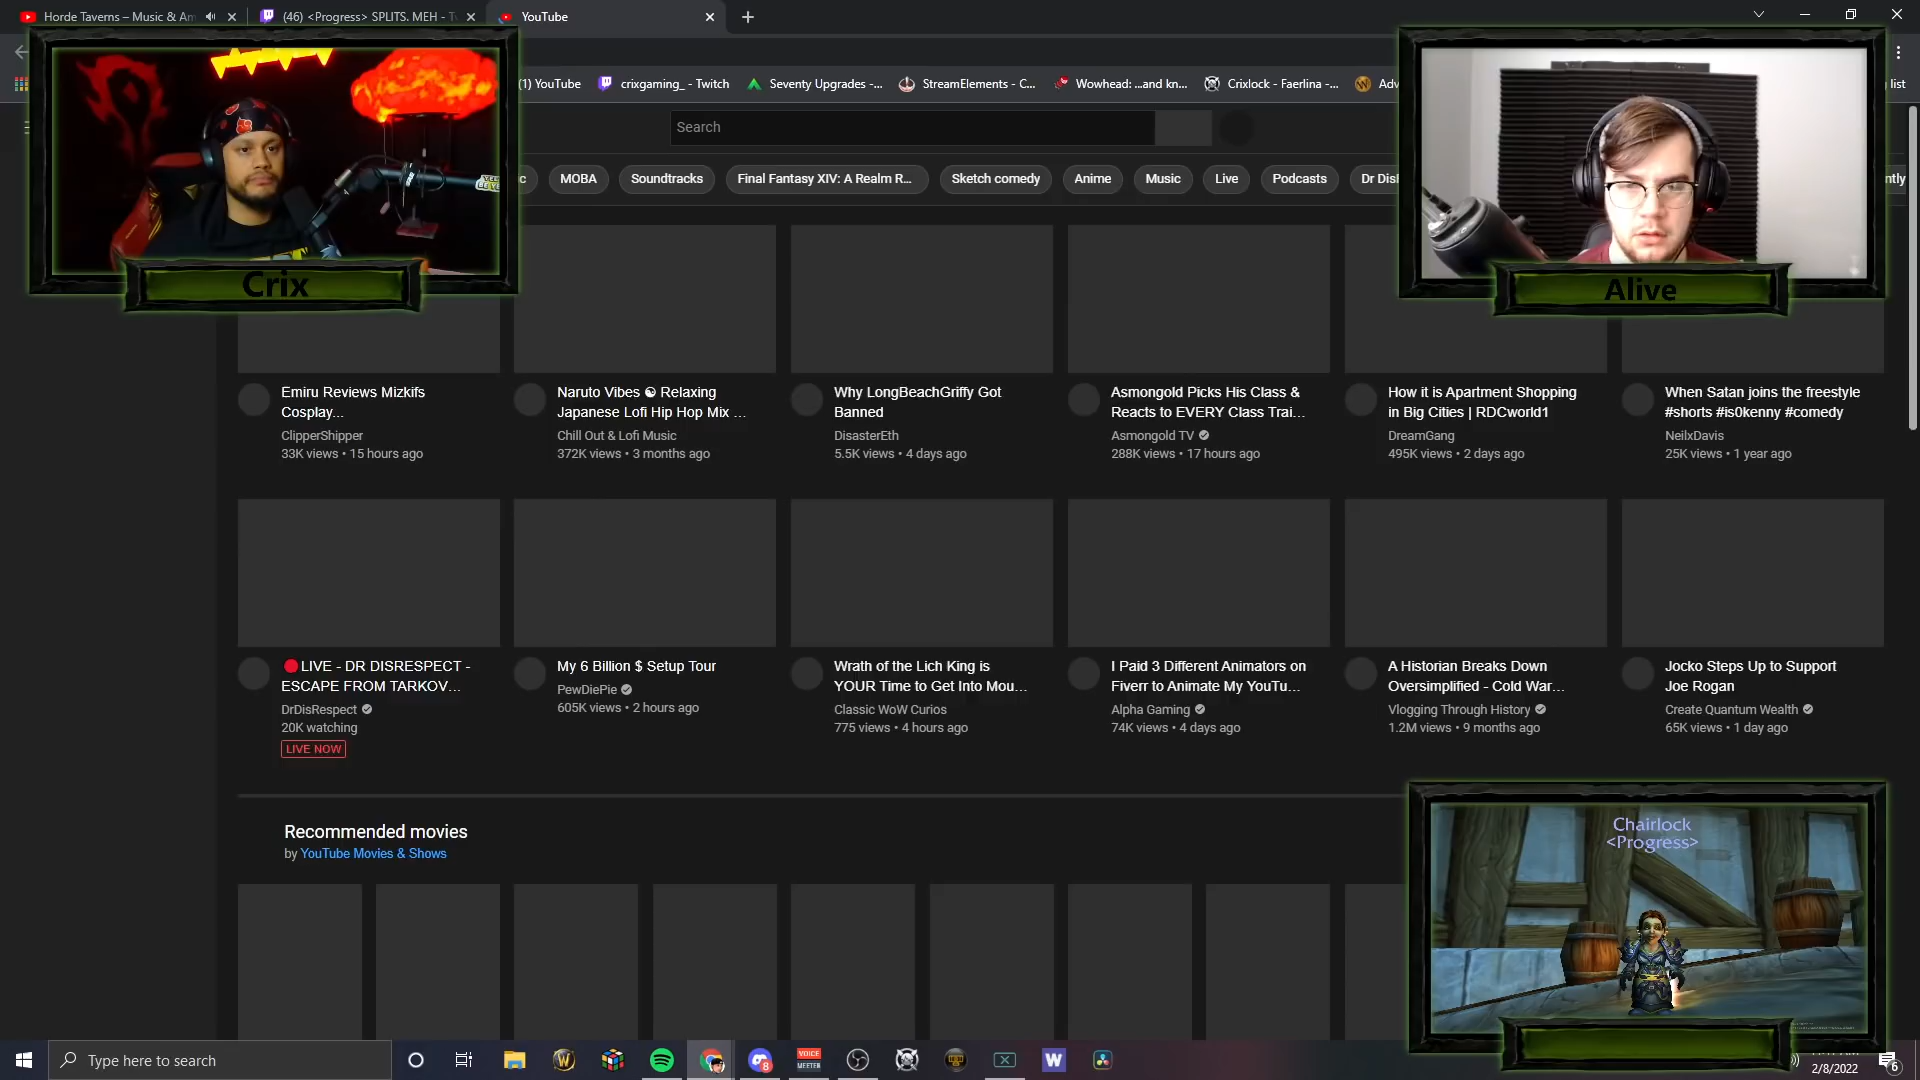 Horde Taverns – Music & Am
(46) <Progress> SPLITS. MEH - Tw
YouTube
(1) YouTube
crixgaming_ - Twitch
Seventy Upgrades -...
StreamElements - C...
Wowhead: ...and kn...
Crixlock - Faerlina -...
Adv
list
Search
c
MOBA
Soundtracks
Final Fantasy XIV: A Realm R...
Sketch comedy
Anime
Music
Live
Podcasts
Dr Dis
ntly
Crix
Alive
Emiru Reviews Mizkifs
Cosplay...
ClipperShipper
33K views • 15 hours ago
Naruto Vibes ☯ Relaxing
Japanese Lofi Hip Hop Mix ...
Chill Out & Lofi Music
372K views • 3 months ago
Why LongBeachGriffy Got
Banned
DisasterEth
5.5K views • 4 days ago
Asmongold Picks His Class &
Reacts to EVERY Class Trai...
Asmongold TV
288K views • 17 hours ago
How it is Apartment Shopping
in Big Cities | RDCworld1
DreamGang
495K views • 2 days ago
When Satan joins the freestyle
#shorts #is0kenny #comedy
NeilxDavis
25K views • 1 year ago
🔴LIVE - DR DISRESPECT -
ESCAPE FROM TARKOV...
DrDisRespect
20K watching
LIVE NOW
My 6 Billion $ Setup Tour
PewDiePie
605K views • 2 hours ago
Wrath of the Lich King is
YOUR Time to Get Into Mou...
Classic WoW Curios
775 views • 4 hours ago
I Paid 3 Different Animators on
Fiverr to Animate My YouTu...
Alpha Gaming
74K views • 4 days ago
A Historian Breaks Down
Oversimplified - Cold War...
Vlogging Through History
1.2M views • 9 months ago
Jocko Steps Up to Support
Joe Rogan
Create Quantum Wealth
65K views • 1 day ago
Recommended movies
by YouTube Movies & Shows
Chairlock
<Progress>
Type here to search
8
VOICE
MEETER
W
2/8/2022
6